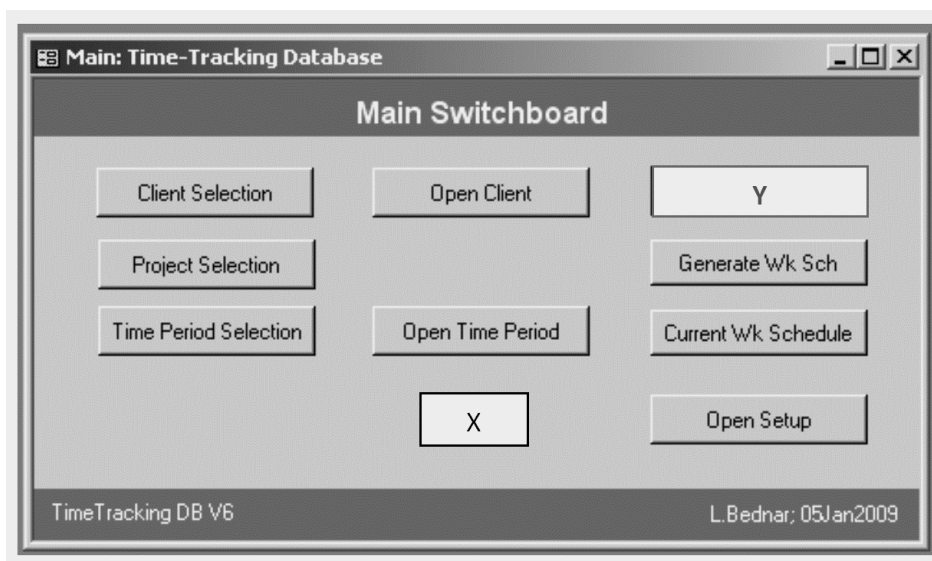 Main: Time-Tracking Database
Main Switchboard
Client Selection
Open Client
Y
Project Selection
Generate Wk Sch
Time Period Selection
Open Time Period
Current Wk Schedule
X
Open Setup
TimeTracking DB V6
L.Bednar; 05Jan2009